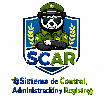 SCAR
Sistema de Control,
Administración y Registro